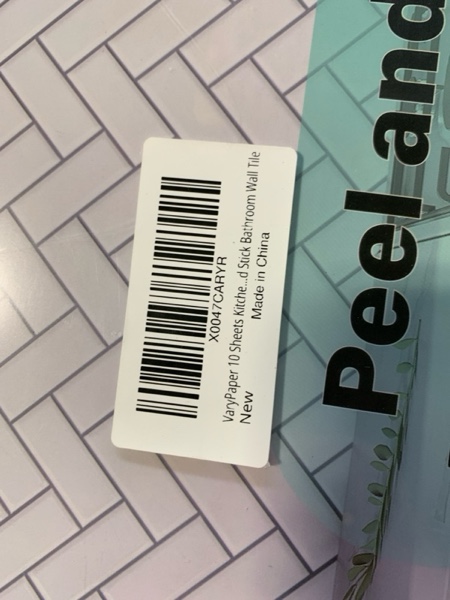 X0047CARYR
VaryPaper 10 Sheets Kitche...d Stick Bathroom Wall Tile
New
Made in China
Peel and